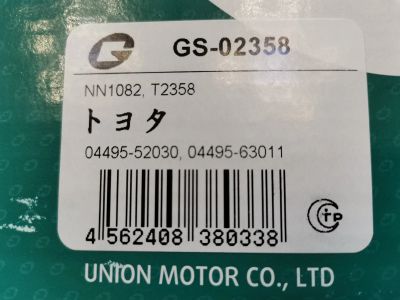 GS-02358
NN1082, T2358
トヨタ
04495-52030, 04495-63011
4 562408 380338
UNION MOTOR CO., LTD